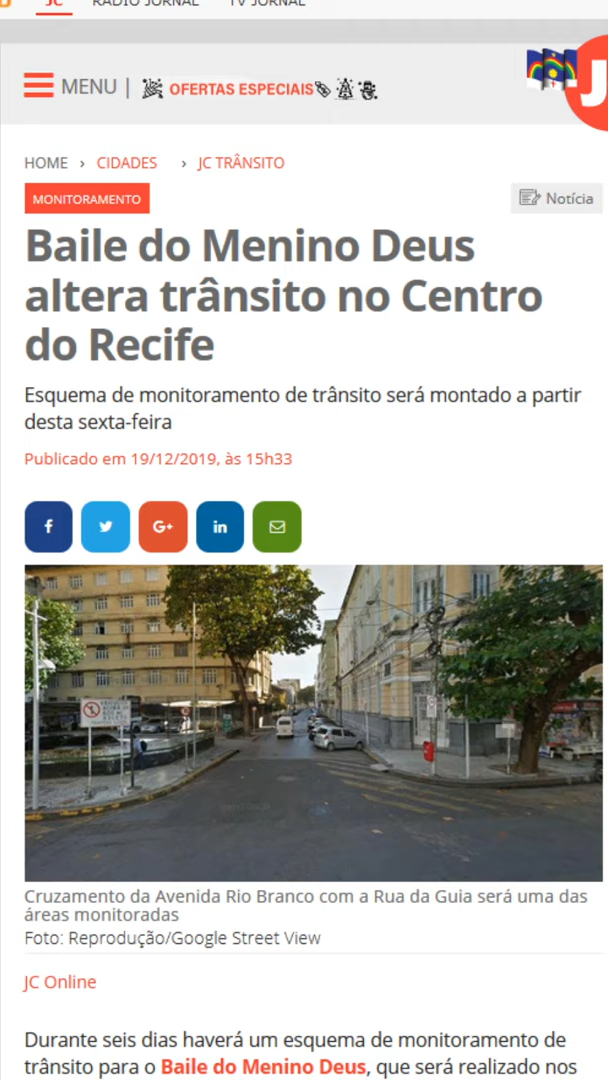 JC RÁDIO JORNAL TV JORNAL
MENU | OFERTAS ESPECIAIS
J
HOME › CIDADES › JC TRÂNSITO
MONITORAMENTO
Notícia
Baile do Menino Deus
altera trânsito no Centro
do Recife
Esquema de monitoramento de trânsito será montado a partir
desta sexta-feira
Publicado em 19/12/2019, às 15h33
f G+ in
Cruzamento da Avenida Rio Branco com a Rua da Guia será uma das
áreas monitoradas
Foto: Reprodução/Google Street View
JC Online
Durante seis dias haverá um esquema de monitoramento de
trânsito para o Baile do Menino Deus, que será realizado nos